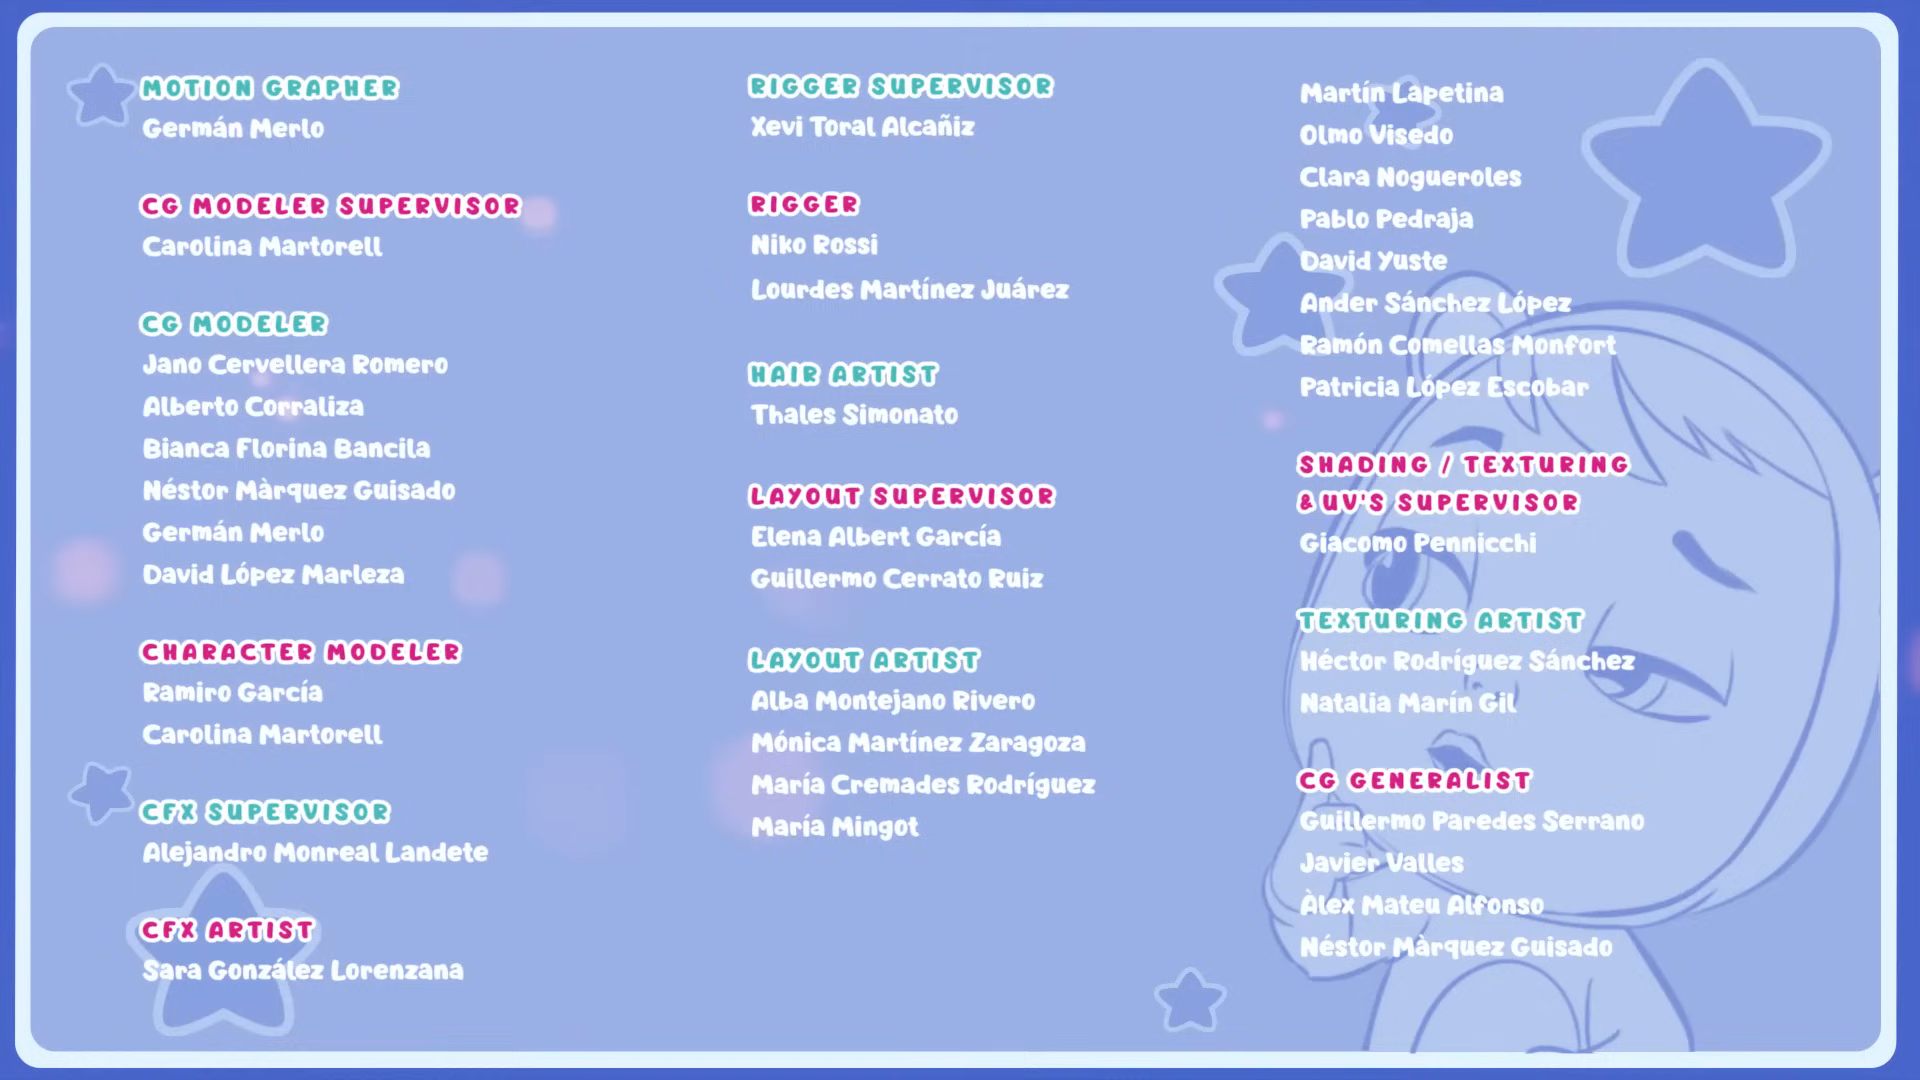 MOTION GRAPHER
Germán Merlo
CG MODELER SUPERVISOR
Carolina Martorell
CG MODELER
Jano Cervellera Romero
Alberto Corraliza
Bianca Florina Bancila
Néstor Màrquez Guisado
Germán Merlo
David López Marleza
CHARACTER MODELER
Ramiro García
Carolina Martorell
CFX SUPERVISOR
Alejandro Monreal Landete
CFX ARTIST
Sara González Lorenzana
RIGGER SUPERVISOR
Xevi Toral Alcañiz
RIGGER
Niko Rossi
Lourdes Martínez Juárez
HAIR ARTIST
Thales Simonato
LAYOUT SUPERVISOR
Elena Albert García
Guillermo Cerrato Ruiz
LAYOUT ARTIST
Alba Montejano Rivero
Mónica Martínez Zaragoza
María Cremades Rodríguez
María Mingot
Martín Lapetina
Olmo Visedo
Clara Nogueroles
Pablo Pedraja
David Yuste
Ander Sánchez López
Ramón Comellas Monfort
Patricia López Escobar
SHADING / TEXTURING
& UV'S SUPERVISOR
Giacomo Pennicchi
TEXTURING ARTIST
Héctor Rodríguez Sánchez
Natalia Marín Gil
CG GENERALIST
Guillermo Paredes Serrano
Javier Valles
Àlex Mateu Alfonso
Néstor Màrquez Guisado